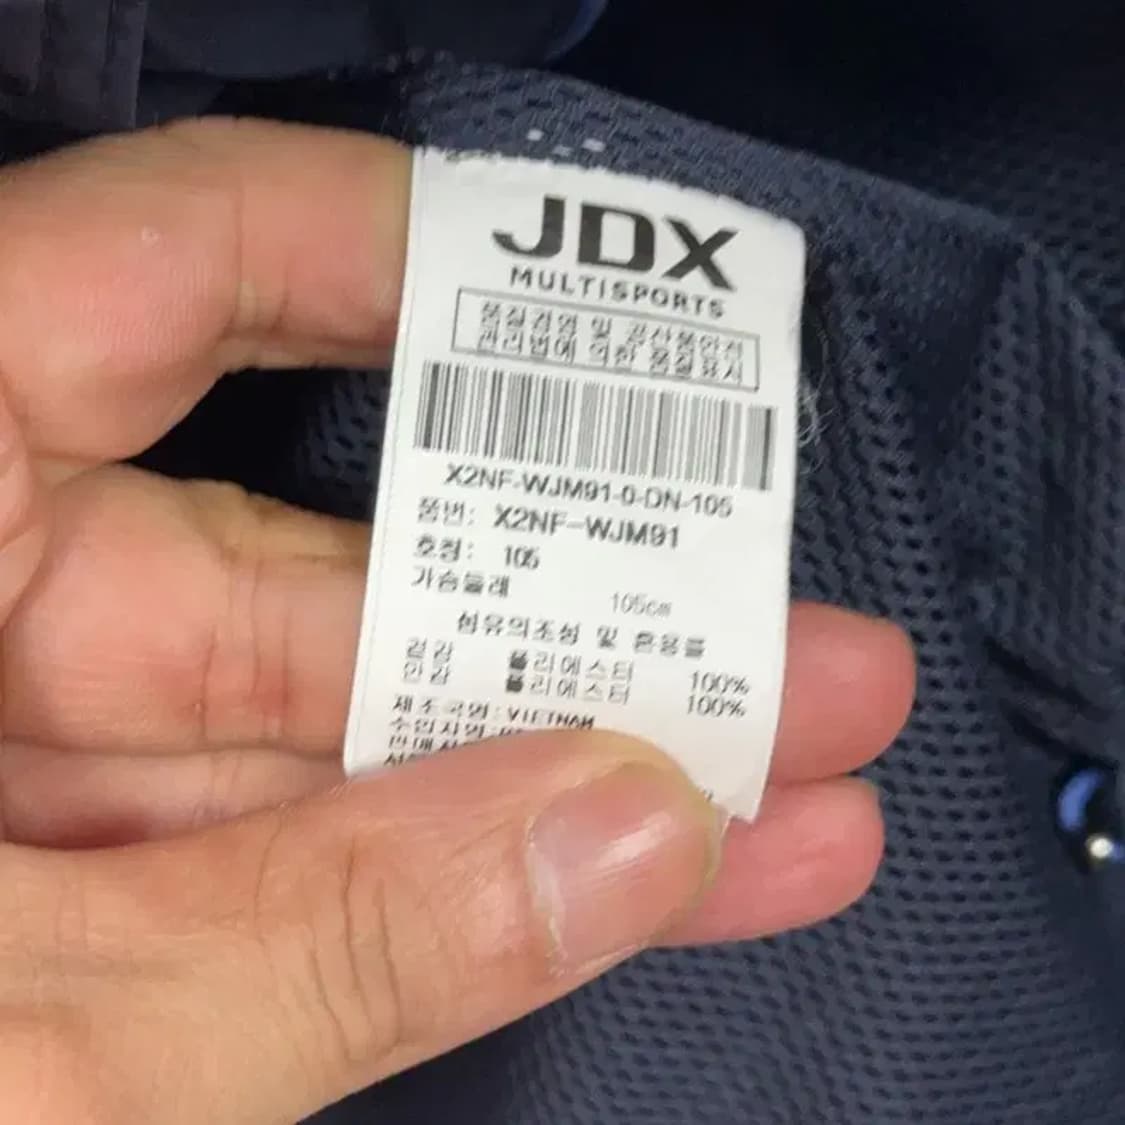 JDX
MULTISPORTS
품질경영 및 공산품안전
관리법에 의한 품질표시
X2NF-WJM91-0-DN-105
품번: X2NF-WJM91
호칭: 105
가슴둘레 105cm
섬유의조성 및 혼용률
겉감 폴리에스터 100%
안감 폴리에스터 100%
제조국명: VIETNAM